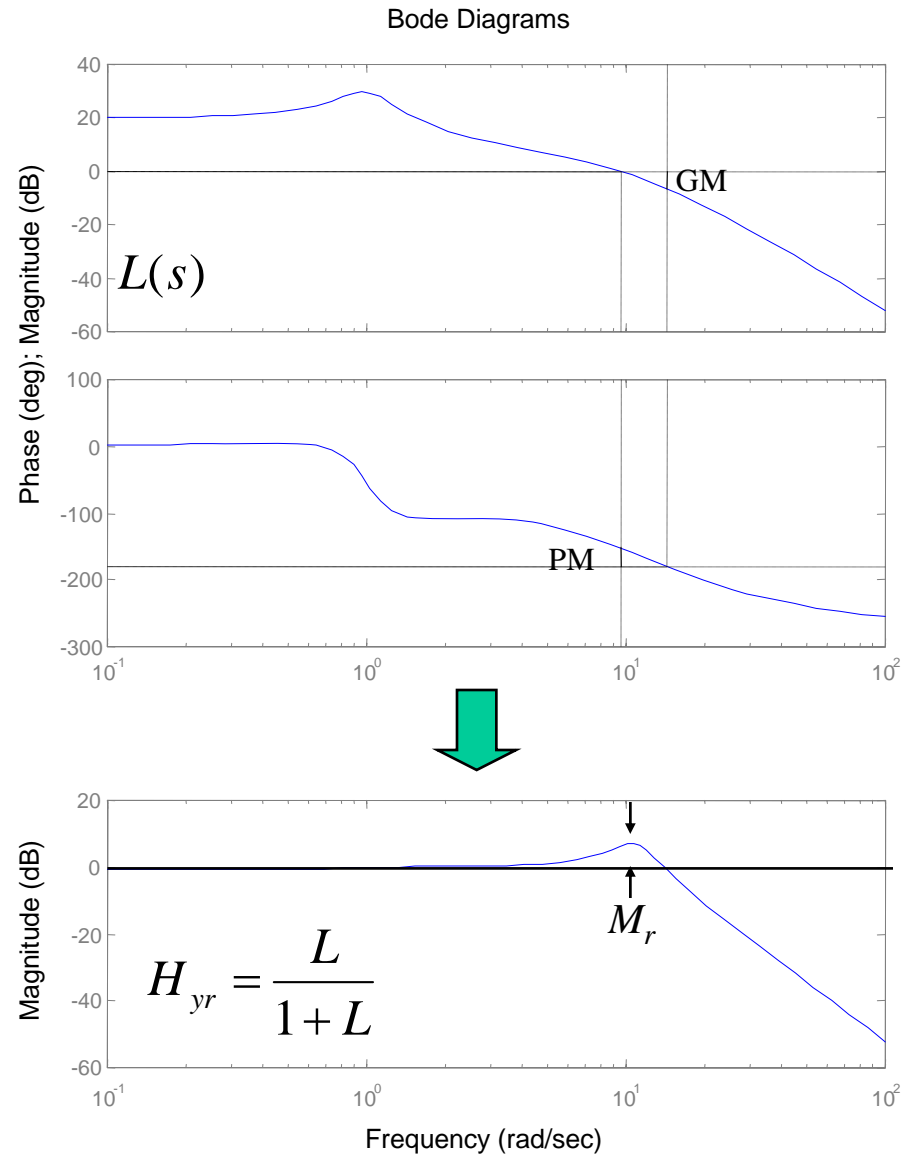 Bode Diagrams
Phase (deg); Magnitude (dB)
40
20
0
-20
-40
-60
GM
L(s)
100
0
-100
-200
-300
PM
10^-1
10^0
10^1
10^2
20
0
-20
-40
-60
Magnitude (dB)
M_r
H_yr = L / (1 + L)
10^-1
10^0
10^1
10^2
Frequency (rad/sec)